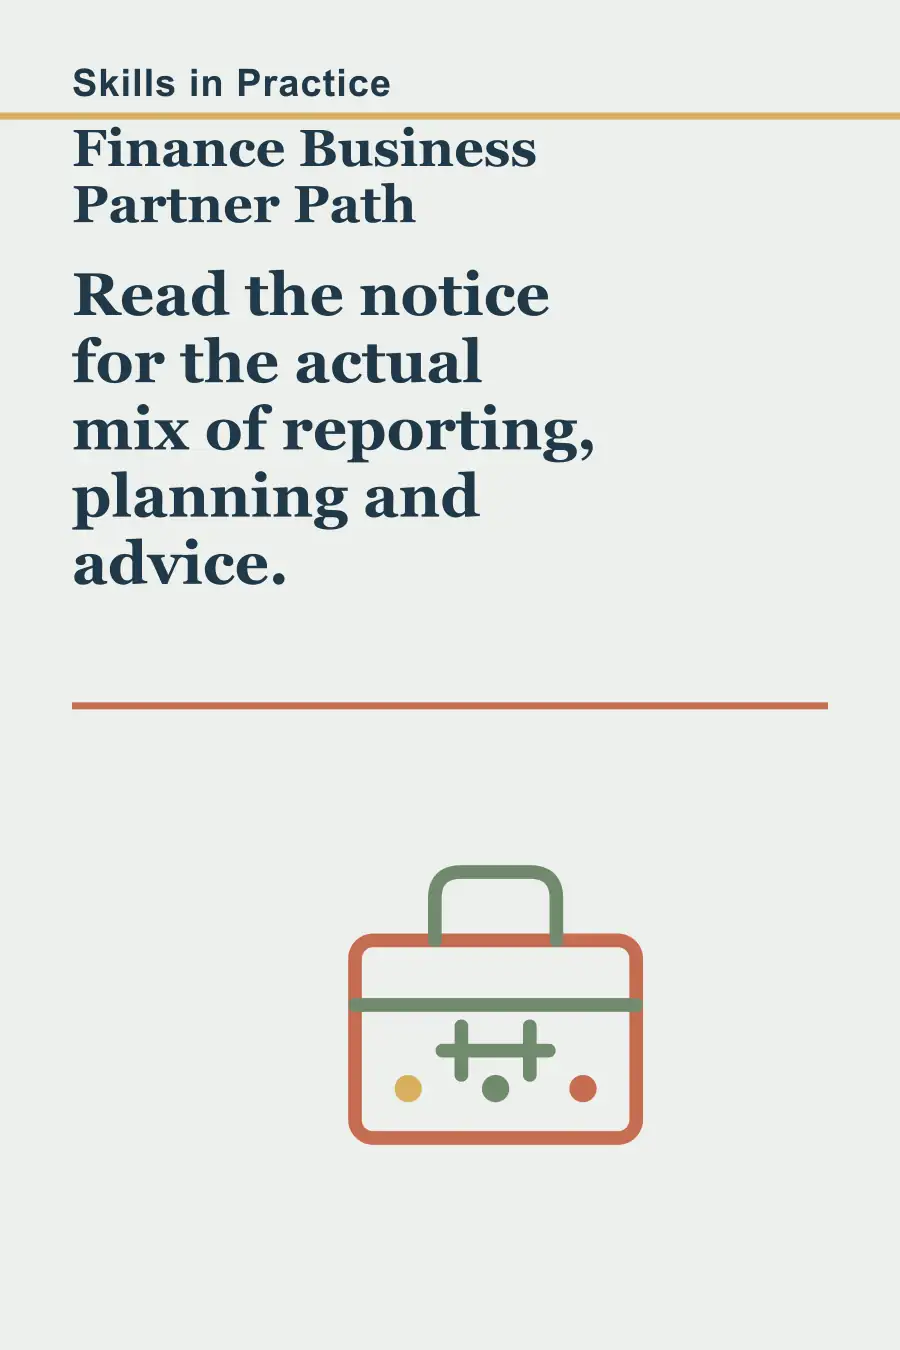 Skills in Practice
Finance Business
Partner Path
Read the notice
for the actual
mix of reporting,
planning and
advice.